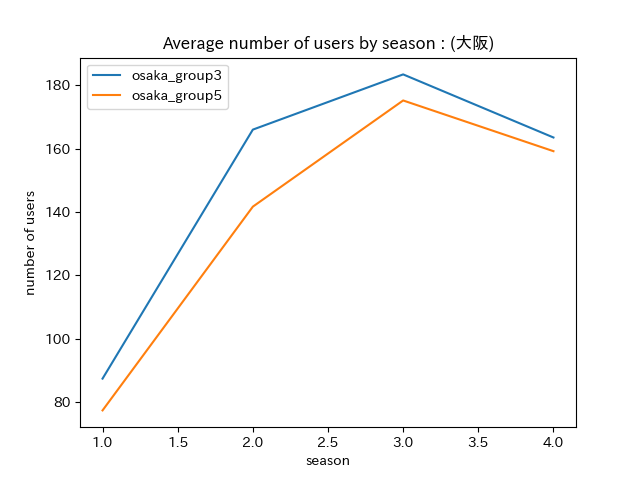 Average number of users by season : (大阪)
osaka_group3
osaka_group5
number of users
180
160
140
120
100
80
1.0 1.5 2.0 2.5 3.0 3.5 4.0
season